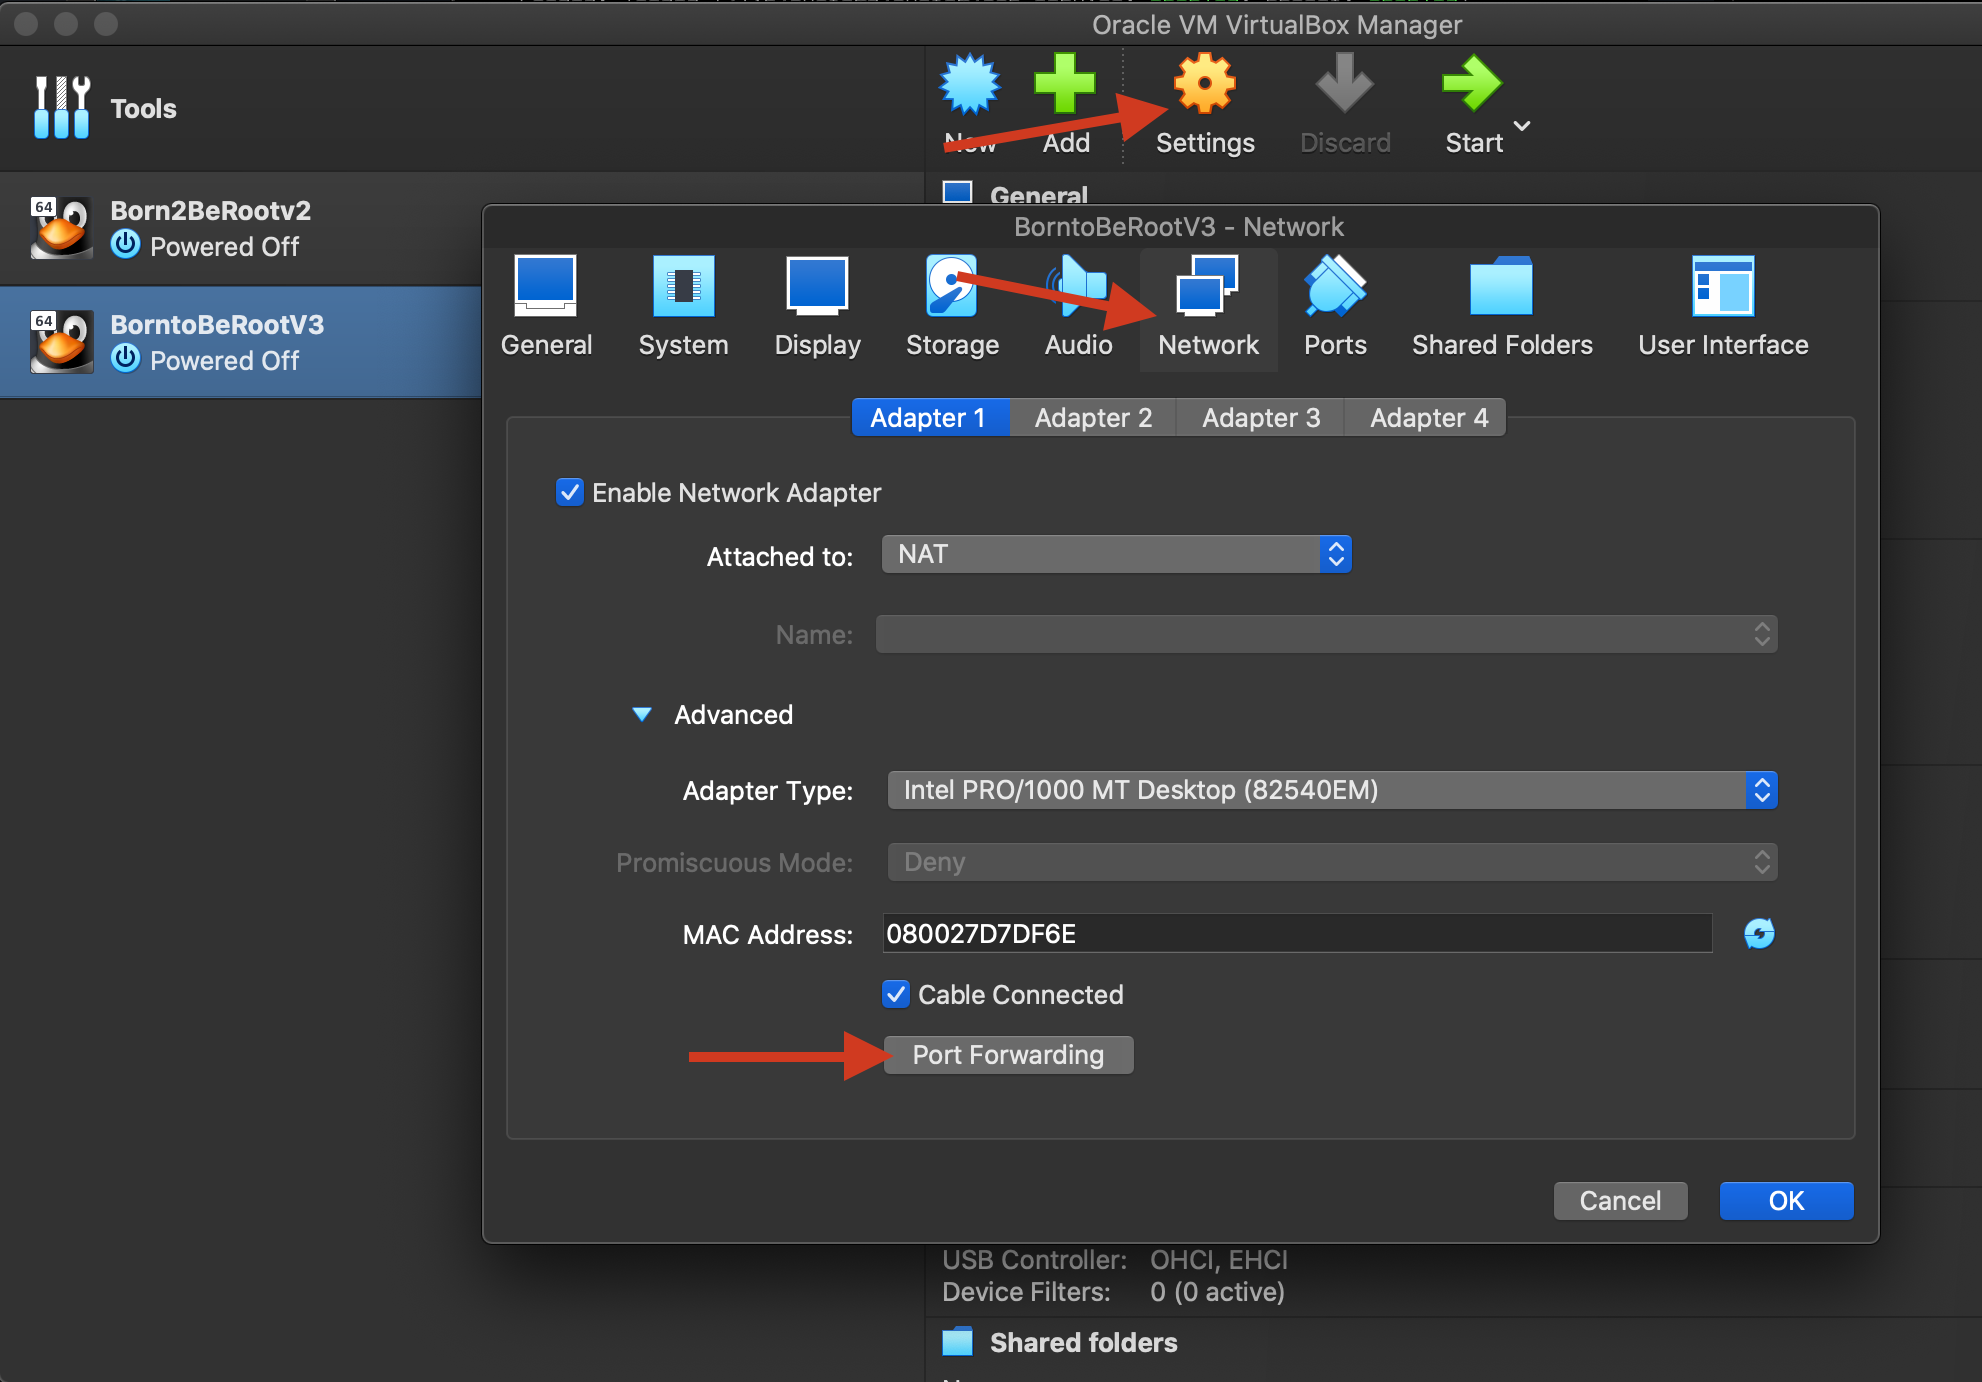 Oracle VM VirtualBox Manager
Tools
New Add Settings Discard Start
64
Born2BeRootv2
Powered Off
64
BorntoBeRootV3
Powered Off
General
BorntoBeRootV3 - Network
General System Display Storage Audio Network Ports Shared Folders User Interface
Adapter 1 Adapter 2 Adapter 3 Adapter 4
Enable Network Adapter
Attached to: NAT
Name:
Advanced
Adapter Type: Intel PRO/1000 MT Desktop (82540EM)
Promiscuous Mode: Deny
MAC Address: 080027D7DF6E
Cable Connected
Port Forwarding
Cancel OK
USB Controller: OHCI, EHCI
Device Filters: 0 (0 active)
Shared folders